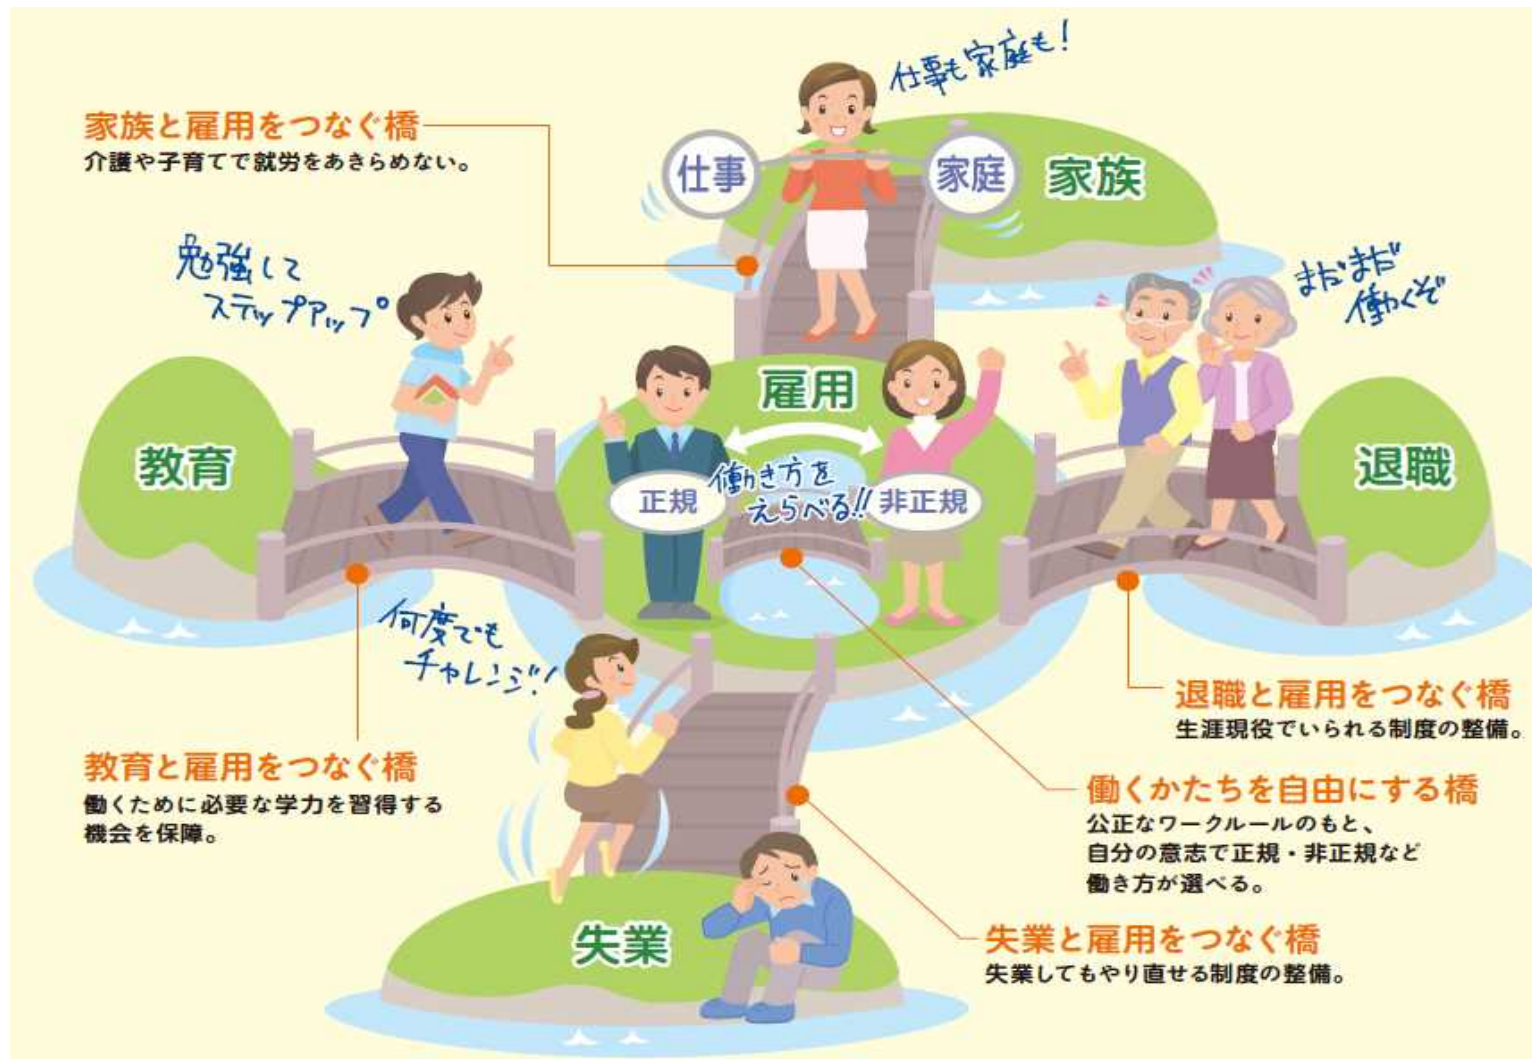 仕事も家庭も!
家族と雇用をつなぐ橋
介護や子育てで就労をあきらめない。
仕事
家庭
家族
勉強して
ステップアップ
まだまだ
働くぞ
雇用
教育
正規
働き方を
えらべる!!
非正規
退職
何度でも
チャレンジ!
退職と雇用をつなぐ橋
生涯現役でいられる制度の整備。
教育と雇用をつなぐ橋
働くために必要な学力を習得する
機会を保障。
働くかたちを自由にする橋
公正なワークルールのもと、
自分の意志で正規・非正規など
働き方が選べる。
失業
失業と雇用をつなぐ橋
失業してもやり直せる制度の整備。